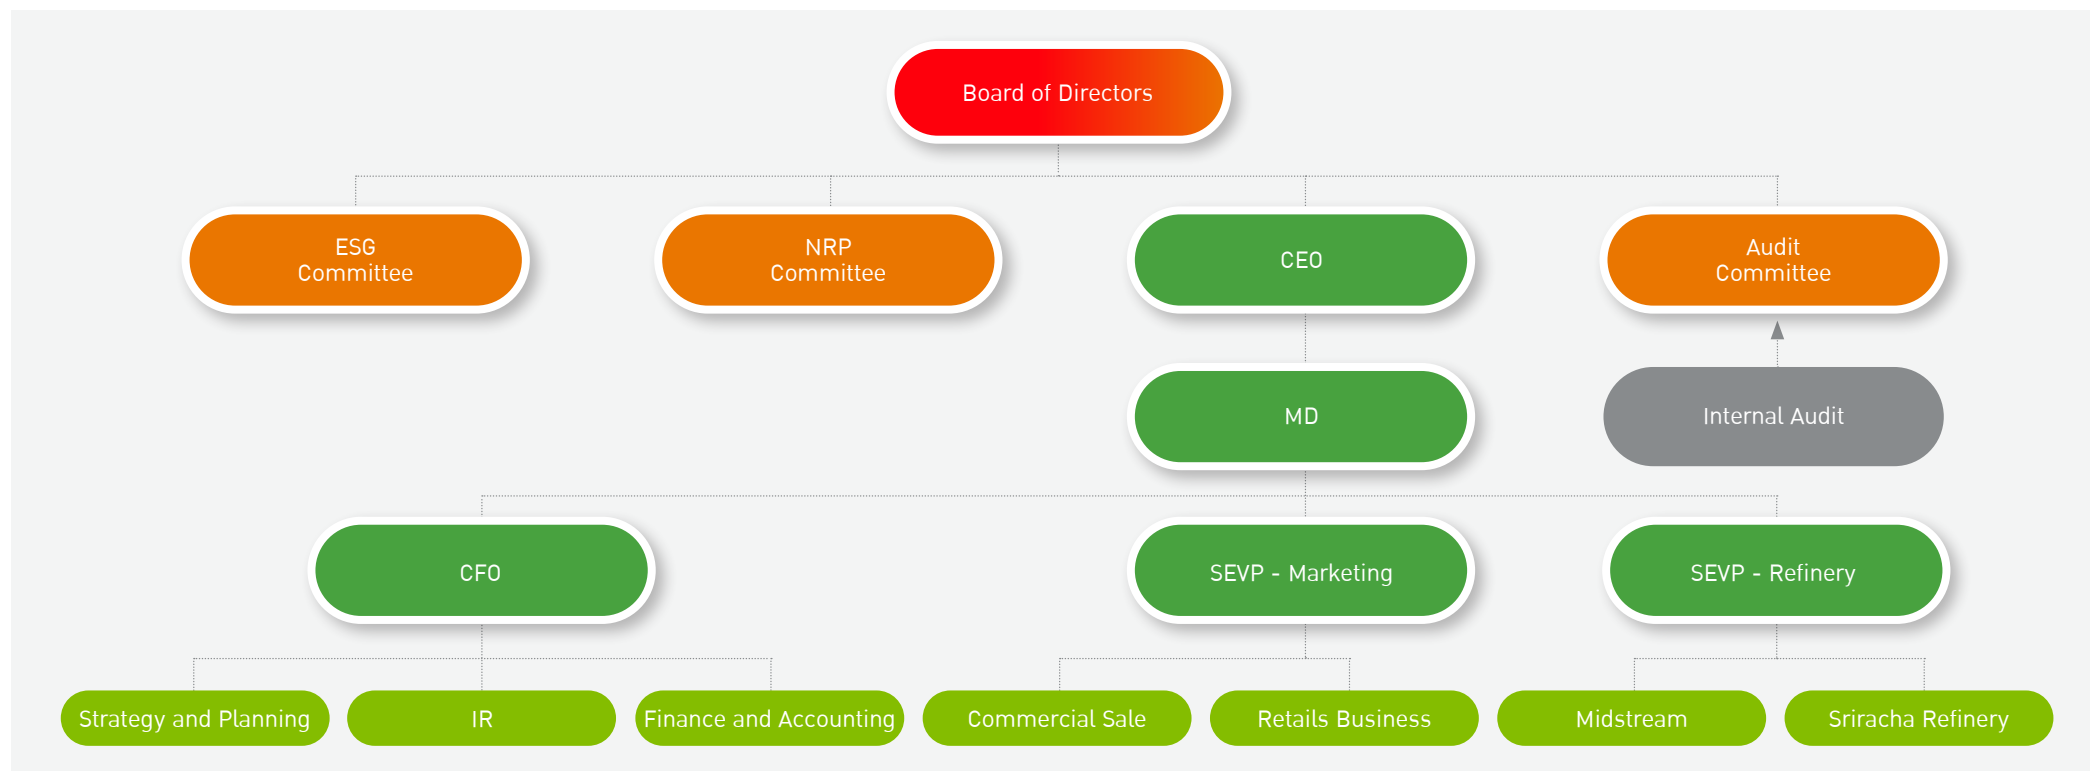 Board of Directors
ESG
Committee
NRP
Committee
CEO
Audit
Committee
MD
Internal Audit
CFO
SEVP - Marketing
SEVP - Refinery
Strategy and Planning
IR
Finance and Accounting
Commercial Sale
Retails Business
Midstream
Sriracha Refinery